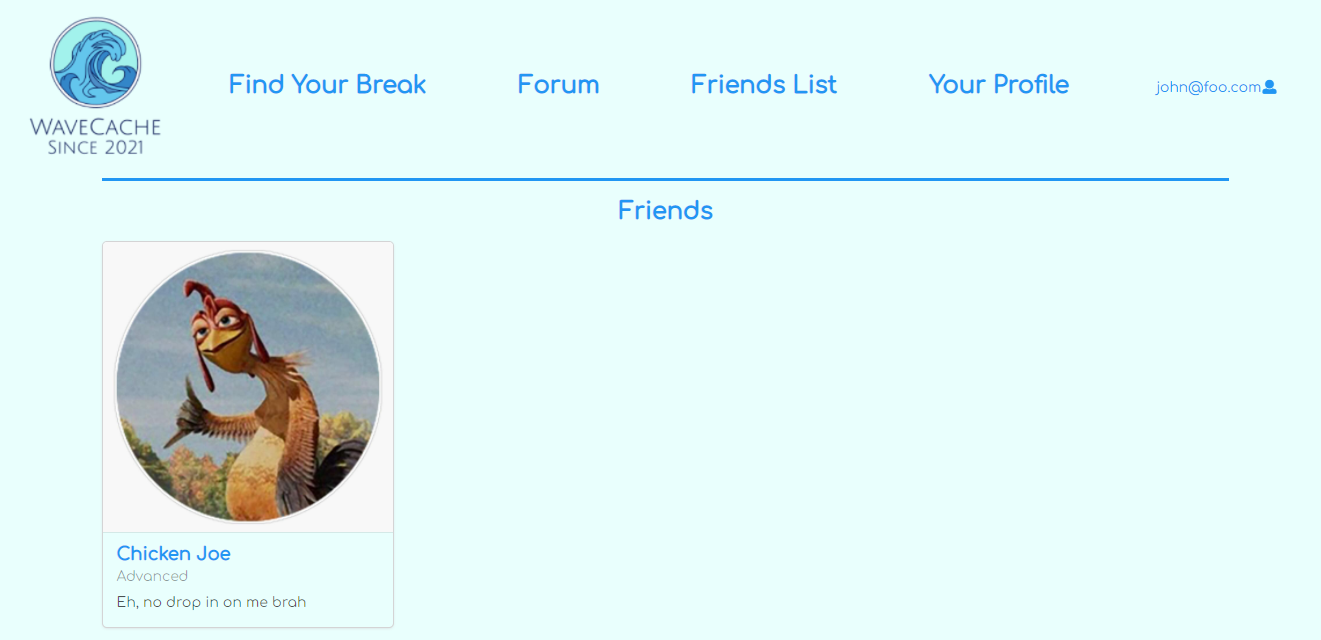 WAVECACHE
SINCE 2021
Find Your Break
Forum
Friends List
Your Profile
john@foo.com
Friends
Chicken Joe
Advanced
Eh, no drop in on me brah